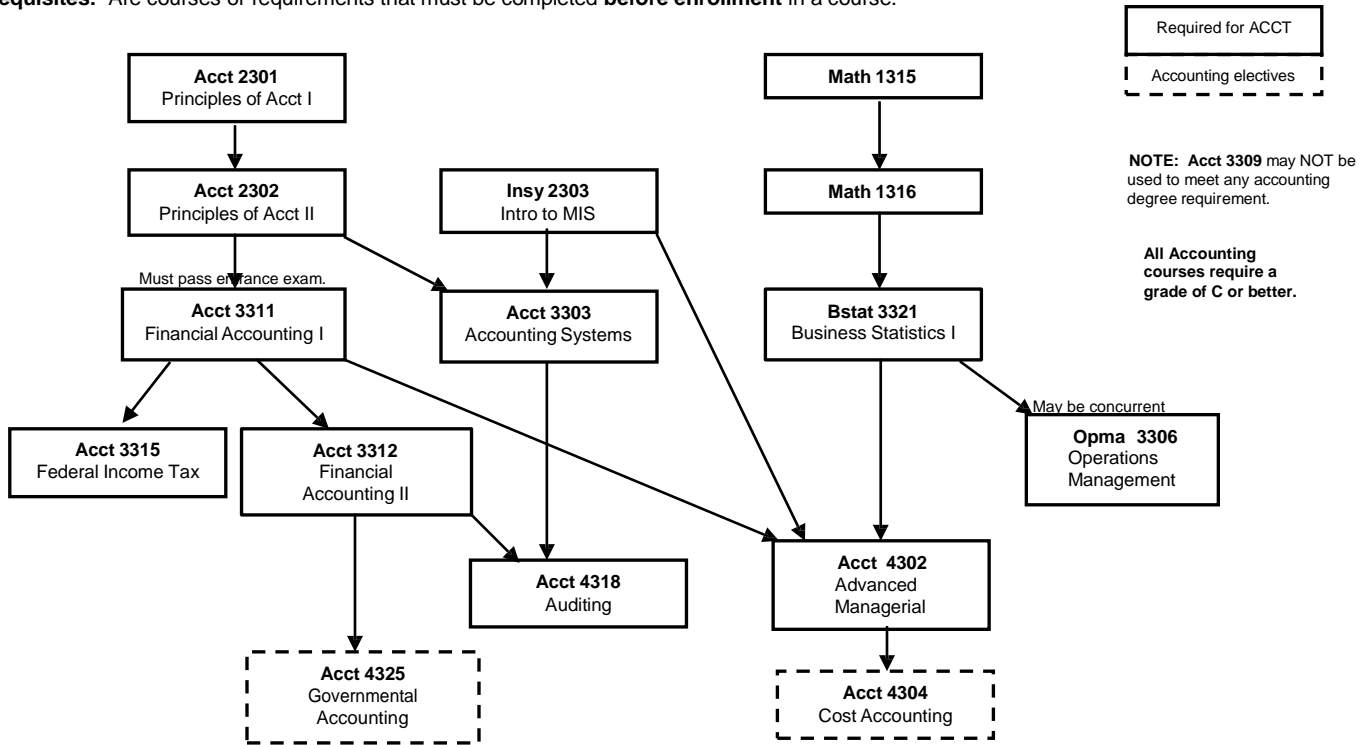 equisites: Are courses or requirements that must be completed before enrollment in a course.
Required for ACCT
Accounting electives
Acct 2301
Principles of Acct I
Math 1315
NOTE: Acct 3309 may NOT be
used to meet any accounting
degree requirement.
Acct 2302
Principles of Acct II
Insy 2303
Intro to MIS
Math 1316
All Accounting
courses require a
grade of C or better.
Must pass entrance exam.
Acct 3311
Financial Accounting I
Acct 3303
Accounting Systems
Bstat 3321
Business Statistics I
May be concurrent
Acct 3315
Federal Income Tax
Acct 3312
Financial
Accounting II
Opma 3306
Operations
Management
Acct 4318
Auditing
Acct 4302
Advanced
Managerial
Acct 4325
Governmental
Accounting
Acct 4304
Cost Accounting